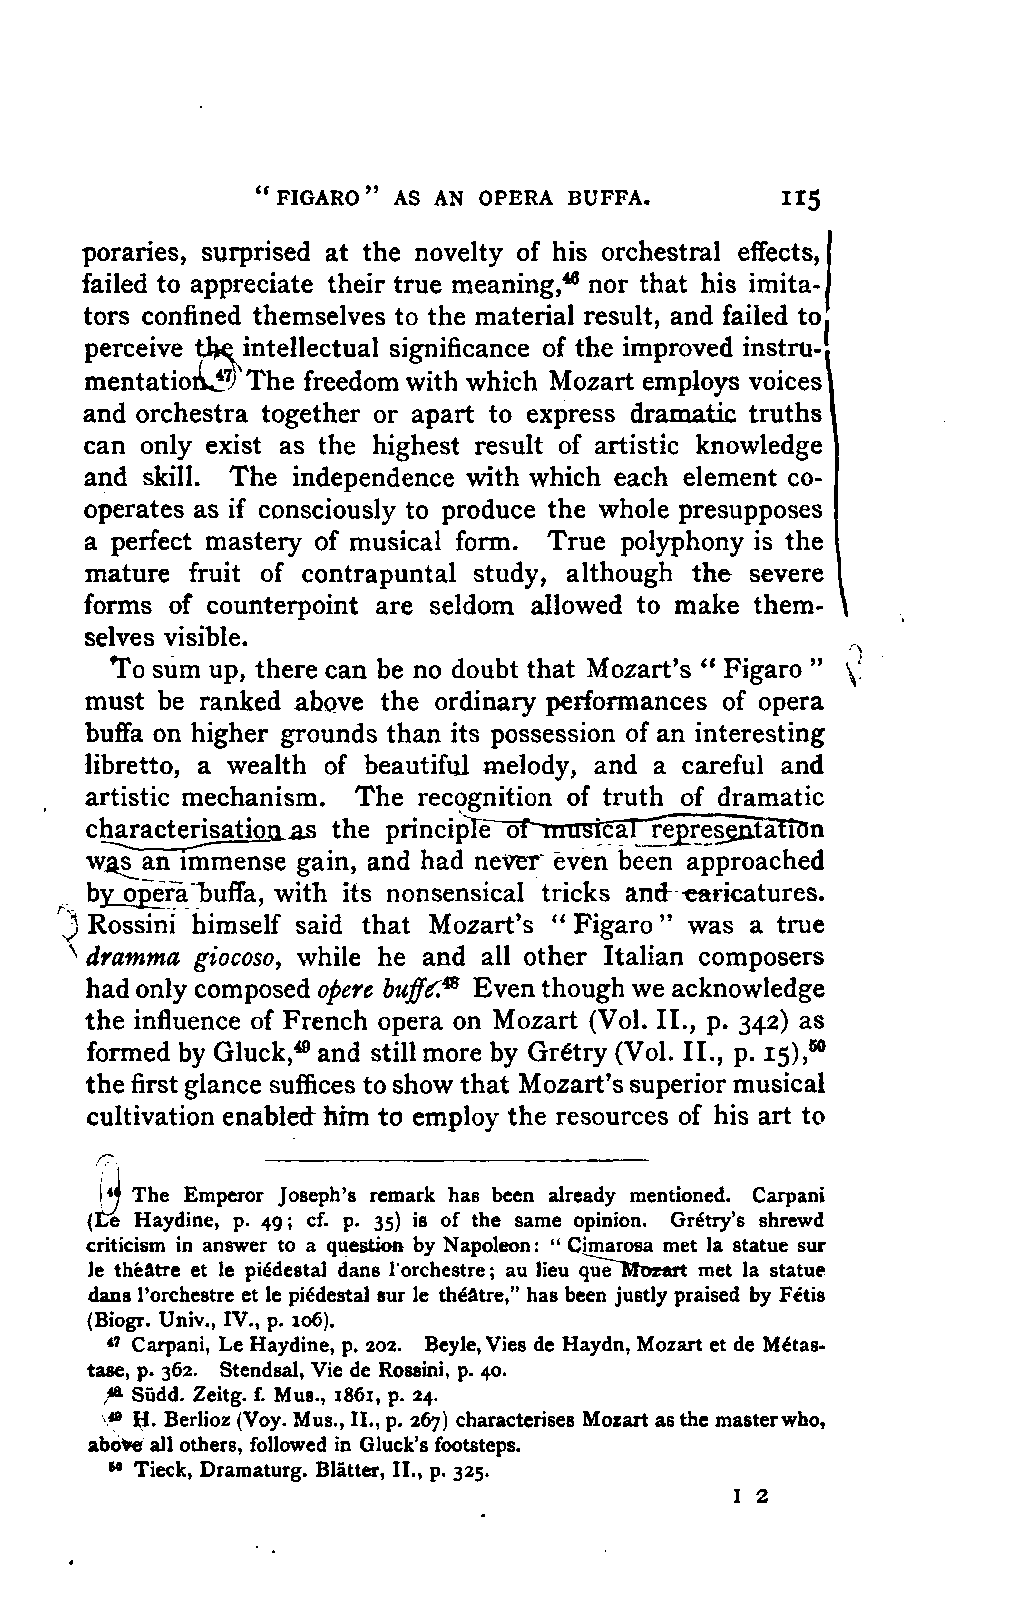 “ FIGARO ” AS AN OPERA BUFFA. 115
poraries, surprised at the novelty of his orchestral effects,
failed to appreciate their true meaning,⁴⁶ nor that his imita-
tors confined themselves to the material result, and failed to
perceive the intellectual significance of the improved instru-
mentation.⁴⁷ The freedom with which Mozart employs voices
and orchestra together or apart to express dramatic truths
can only exist as the highest result of artistic knowledge
and skill. The independence with which each element co-
operates as if consciously to produce the whole presupposes
a perfect mastery of musical form. True polyphony is the
mature fruit of contrapuntal study, although the severe
forms of counterpoint are seldom allowed to make them-
selves visible.
To sum up, there can be no doubt that Mozart’s “ Figaro ”
must be ranked above the ordinary performances of opera
buffa on higher grounds than its possession of an interesting
libretto, a wealth of beautiful melody, and a careful and
artistic mechanism. The recognition of truth of dramatic
characterisation as the principle of musical representation
was an immense gain, and had never even been approached
by opera buffa, with its nonsensical tricks and caricatures.
Rossini himself said that Mozart’s “ Figaro ” was a true
dramma giocoso, while he and all other Italian composers
had only composed opere buffe.⁴⁸ Even though we acknowledge
the influence of French opera on Mozart (Vol. II., p. 342) as
formed by Gluck,⁴⁹ and still more by Grétry (Vol. II., p. 15),⁵⁰
the first glance suffices to show that Mozart’s superior musical
cultivation enabled him to employ the resources of his art to
⁴⁶ The Emperor Joseph’s remark has been already mentioned. Carpani
(Le Haydine, p. 49; cf. p. 35) is of the same opinion. Grétry’s shrewd
criticism in answer to a question by Napoleon: “ Cimarosa met la statue sur
le théâtre et le piédestal dans l’orchestre; au lieu que Mozart met la statue
dans l’orchestre et le piédestal sur le théâtre,” has been justly praised by Fétis
(Biogr. Univ., IV., p. 106).
⁴⁷ Carpani, Le Haydine, p. 202. Beyle, Vies de Haydn, Mozart et de Métas-
tase, p. 362. Stendsal, Vie de Rossini, p. 40.
⁴⁸ Südd. Zeitg. f. Mus., 1861, p. 24.
⁴⁹ H. Berlioz (Voy. Mus., II., p. 267) characterises Mozart as the master who,
above all others, followed in Gluck’s footsteps.
⁵⁰ Tieck, Dramaturg. Blätter, II., p. 325.
I 2